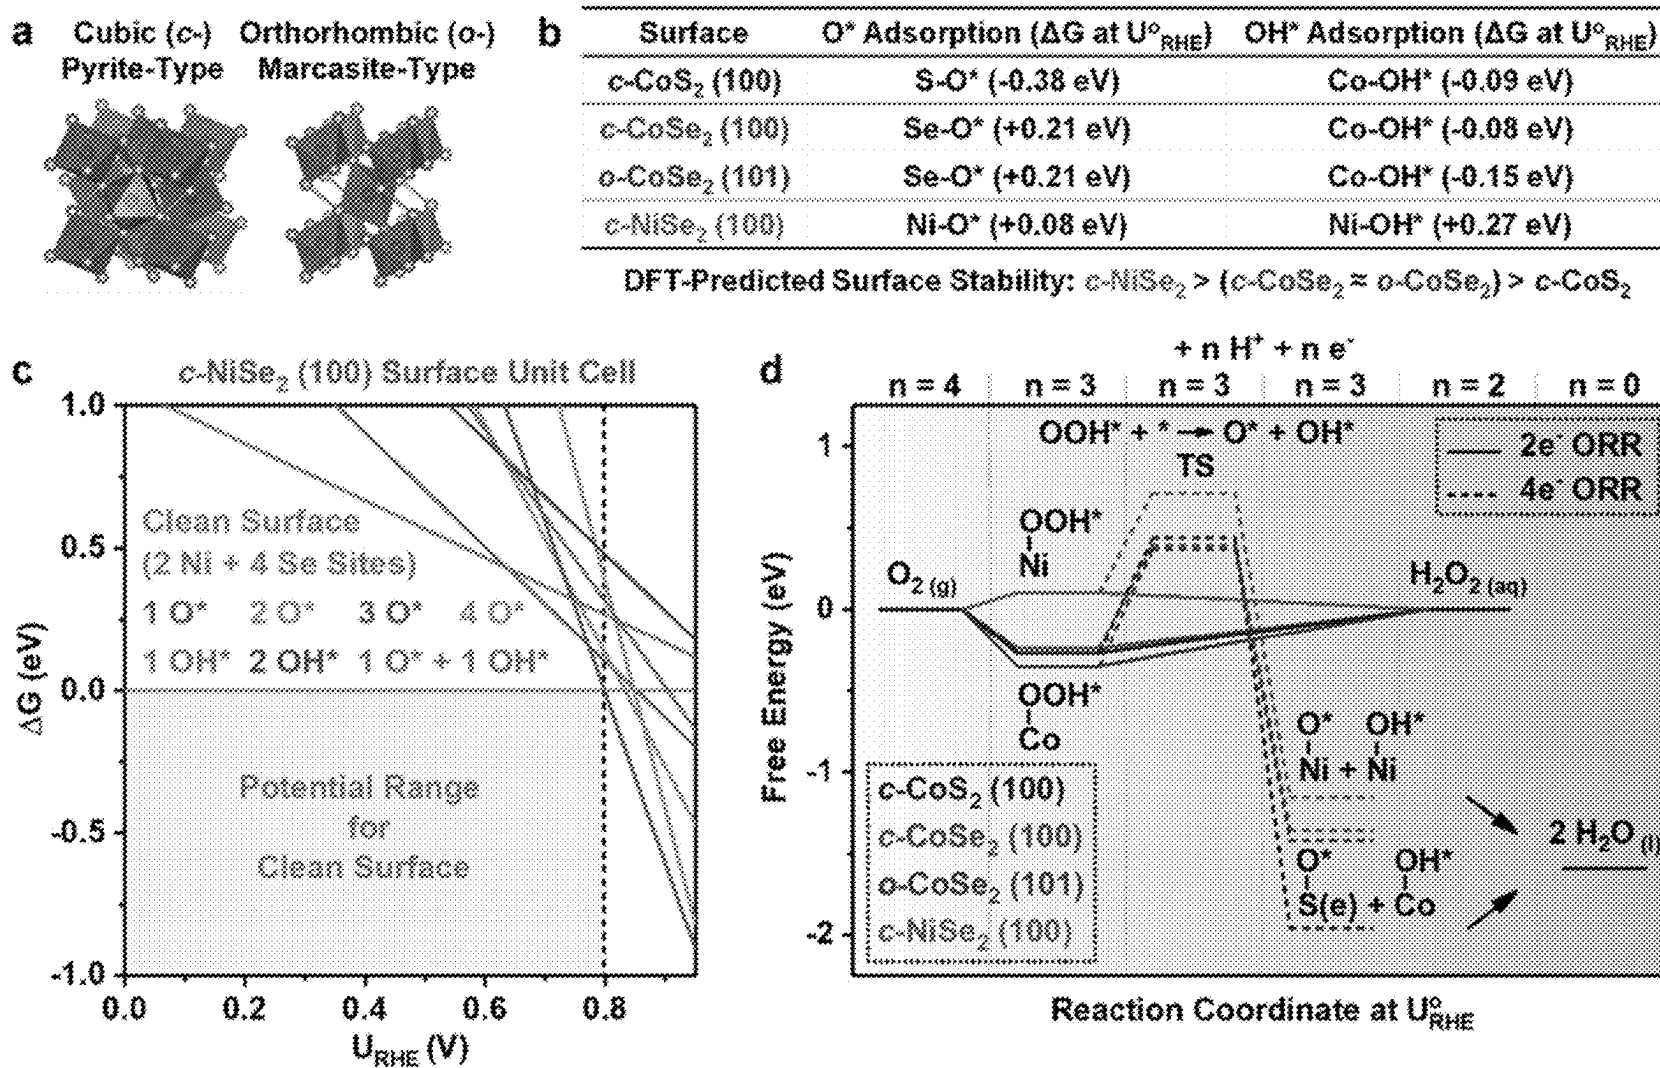 a Cubic (c-) Orthorhombic (o-)
Pyrite-Type Marcasite-Type
b Surface O* Adsorption (ΔG at U°RHE) OH* Adsorption (ΔG at U°RHE)
c-CoS2 (100) S-O* (-0.38 eV) Co-OH* (-0.09 eV)
c-CoSe2 (100) Se-O* (+0.21 eV) Co-OH* (-0.08 eV)
o-CoSe2 (101) Se-O* (+0.21 eV) Co-OH* (-0.15 eV)
c-NiSe2 (100) Ni-O* (+0.08 eV) Ni-OH* (+0.27 eV)
DFT-Predicted Surface Stability: c-NiSe2 > (c-CoSe2 ≈ o-CoSe2) > c-CoS2
c c-NiSe2 (100) Surface Unit Cell
1.0
0.5
0.0
-0.5
-1.0
ΔG (eV)
Clean Surface
(2 Ni + 4 Se Sites)
1 O* 2 O* 3 O* 4 O*
1 OH* 2 OH* 1 O* + 1 OH*
Potential Range
for
Clean Surface
0.0 0.2 0.4 0.6 0.8
URHE (V)
d + n H+ + n e-
n = 4 n = 3 n = 3 n = 3 n = 2 n = 0
1
0
-1
-2
Free Energy (eV)
OOH* + * → O* + OH*
TS
2e- ORR
4e- ORR
OOH*
Ni
O2 (g)
H2O2 (aq)
OOH*
Co
O* OH*
Ni + Ni
O* OH*
S(e) + Co
2 H2O (l)
c-CoS2 (100)
c-CoSe2 (100)
o-CoSe2 (101)
c-NiSe2 (100)
Reaction Coordinate at U°RHE